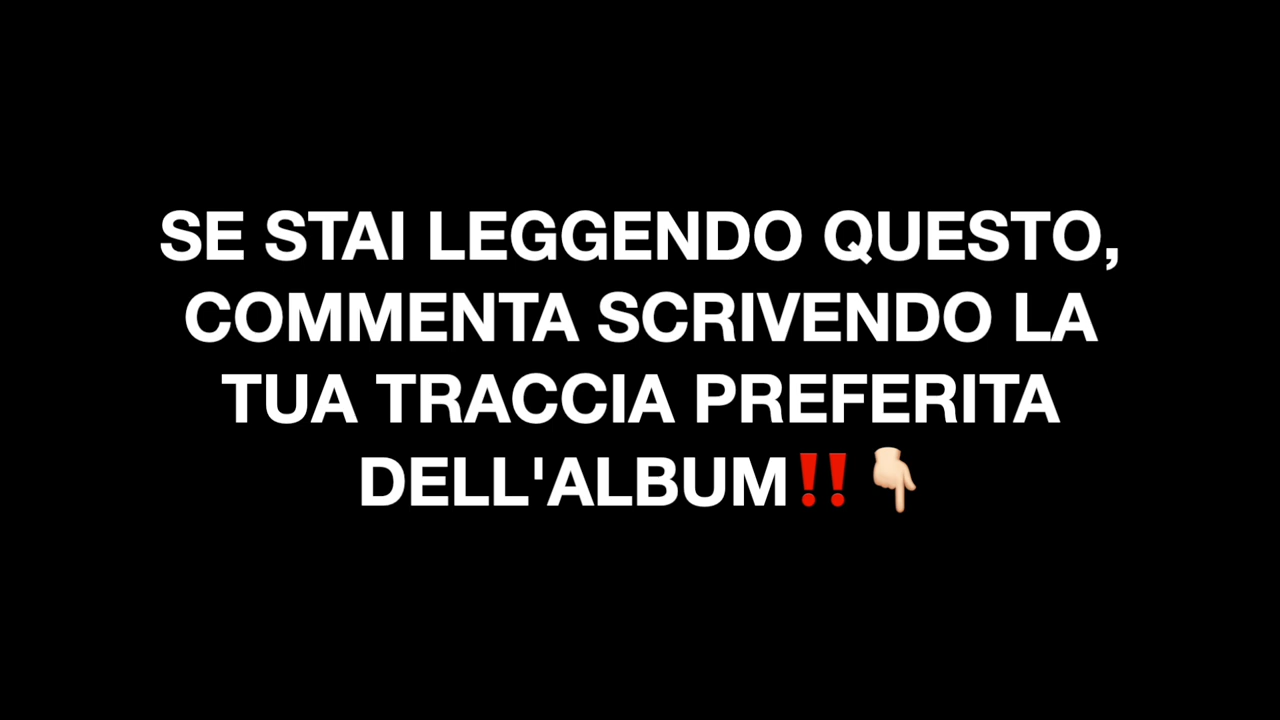 SE STAI LEGGENDO QUESTO,
COMMENTA SCRIVENDO LA
TUA TRACCIA PREFERITA
DELL'ALBUM‼️👇🏻